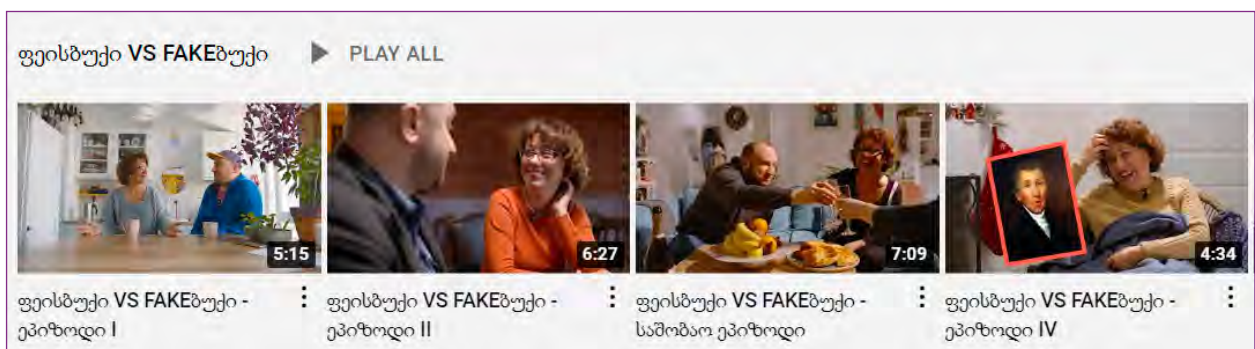 ფეისბუქი VS FAKEბუქი PLAY ALL
5:15 6:27 7:09 4:34
ფეისბუქი VS FAKEბუქი - ფეისბუქი VS FAKEბუქი - ფეისბუქი VS FAKEბუქი - ფეისბუქი VS FAKEბუქი -
ეპიზოდი I ეპიზოდი II საშობაო ეპიზოდი ეპიზოდი IV